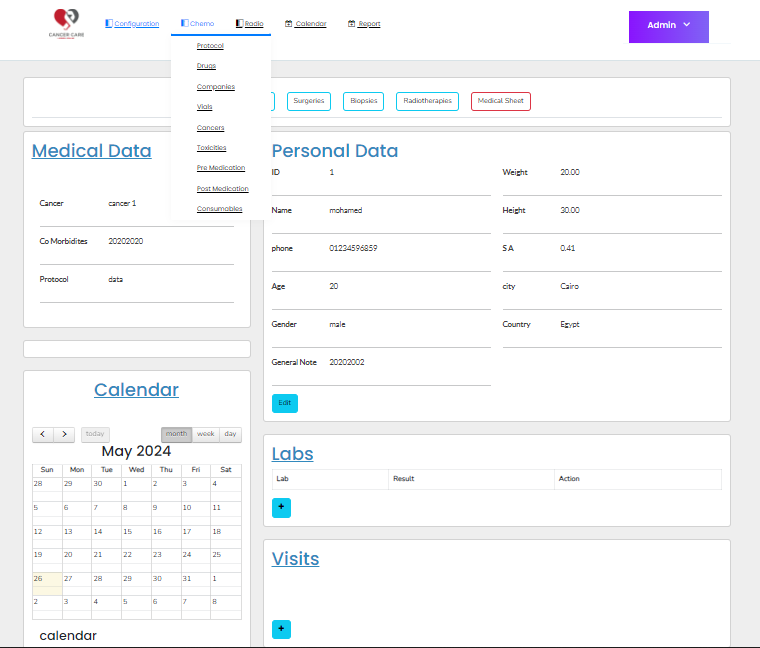 CANCER CARE
Configuration
Chemo
Radio
Calendar
Report
Admin
Protocol
Drugs
Companies
Vials
Cancers
Toxicities
Pre Medication
Post Medication
Consumables
Surgeries
Biopsies
Radiotherapies
Medical Sheet
Medical Data
Cancer cancer 1
Co Morbidites 20202020
Protocol data
Personal Data
ID 1
Weight 20.00
Name mohamed
Height 30.00
phone 01234596859
S A 0.41
Age 20
city Cairo
Gender male
Country Egypt
General Note 20202002
Edit
Calendar
today
month week day
May 2024
Sun Mon Tue Wed Thu Fri Sat
28 29 30 1 2 3 4
5 6 7 8 9 10 11
12 13 14 15 16 17 18
19 20 21 22 23 24 25
26 27 28 29 30 31 1
2 3 4 5 6 7 8
calendar
Labs
Lab Result Action
+
Visits
+